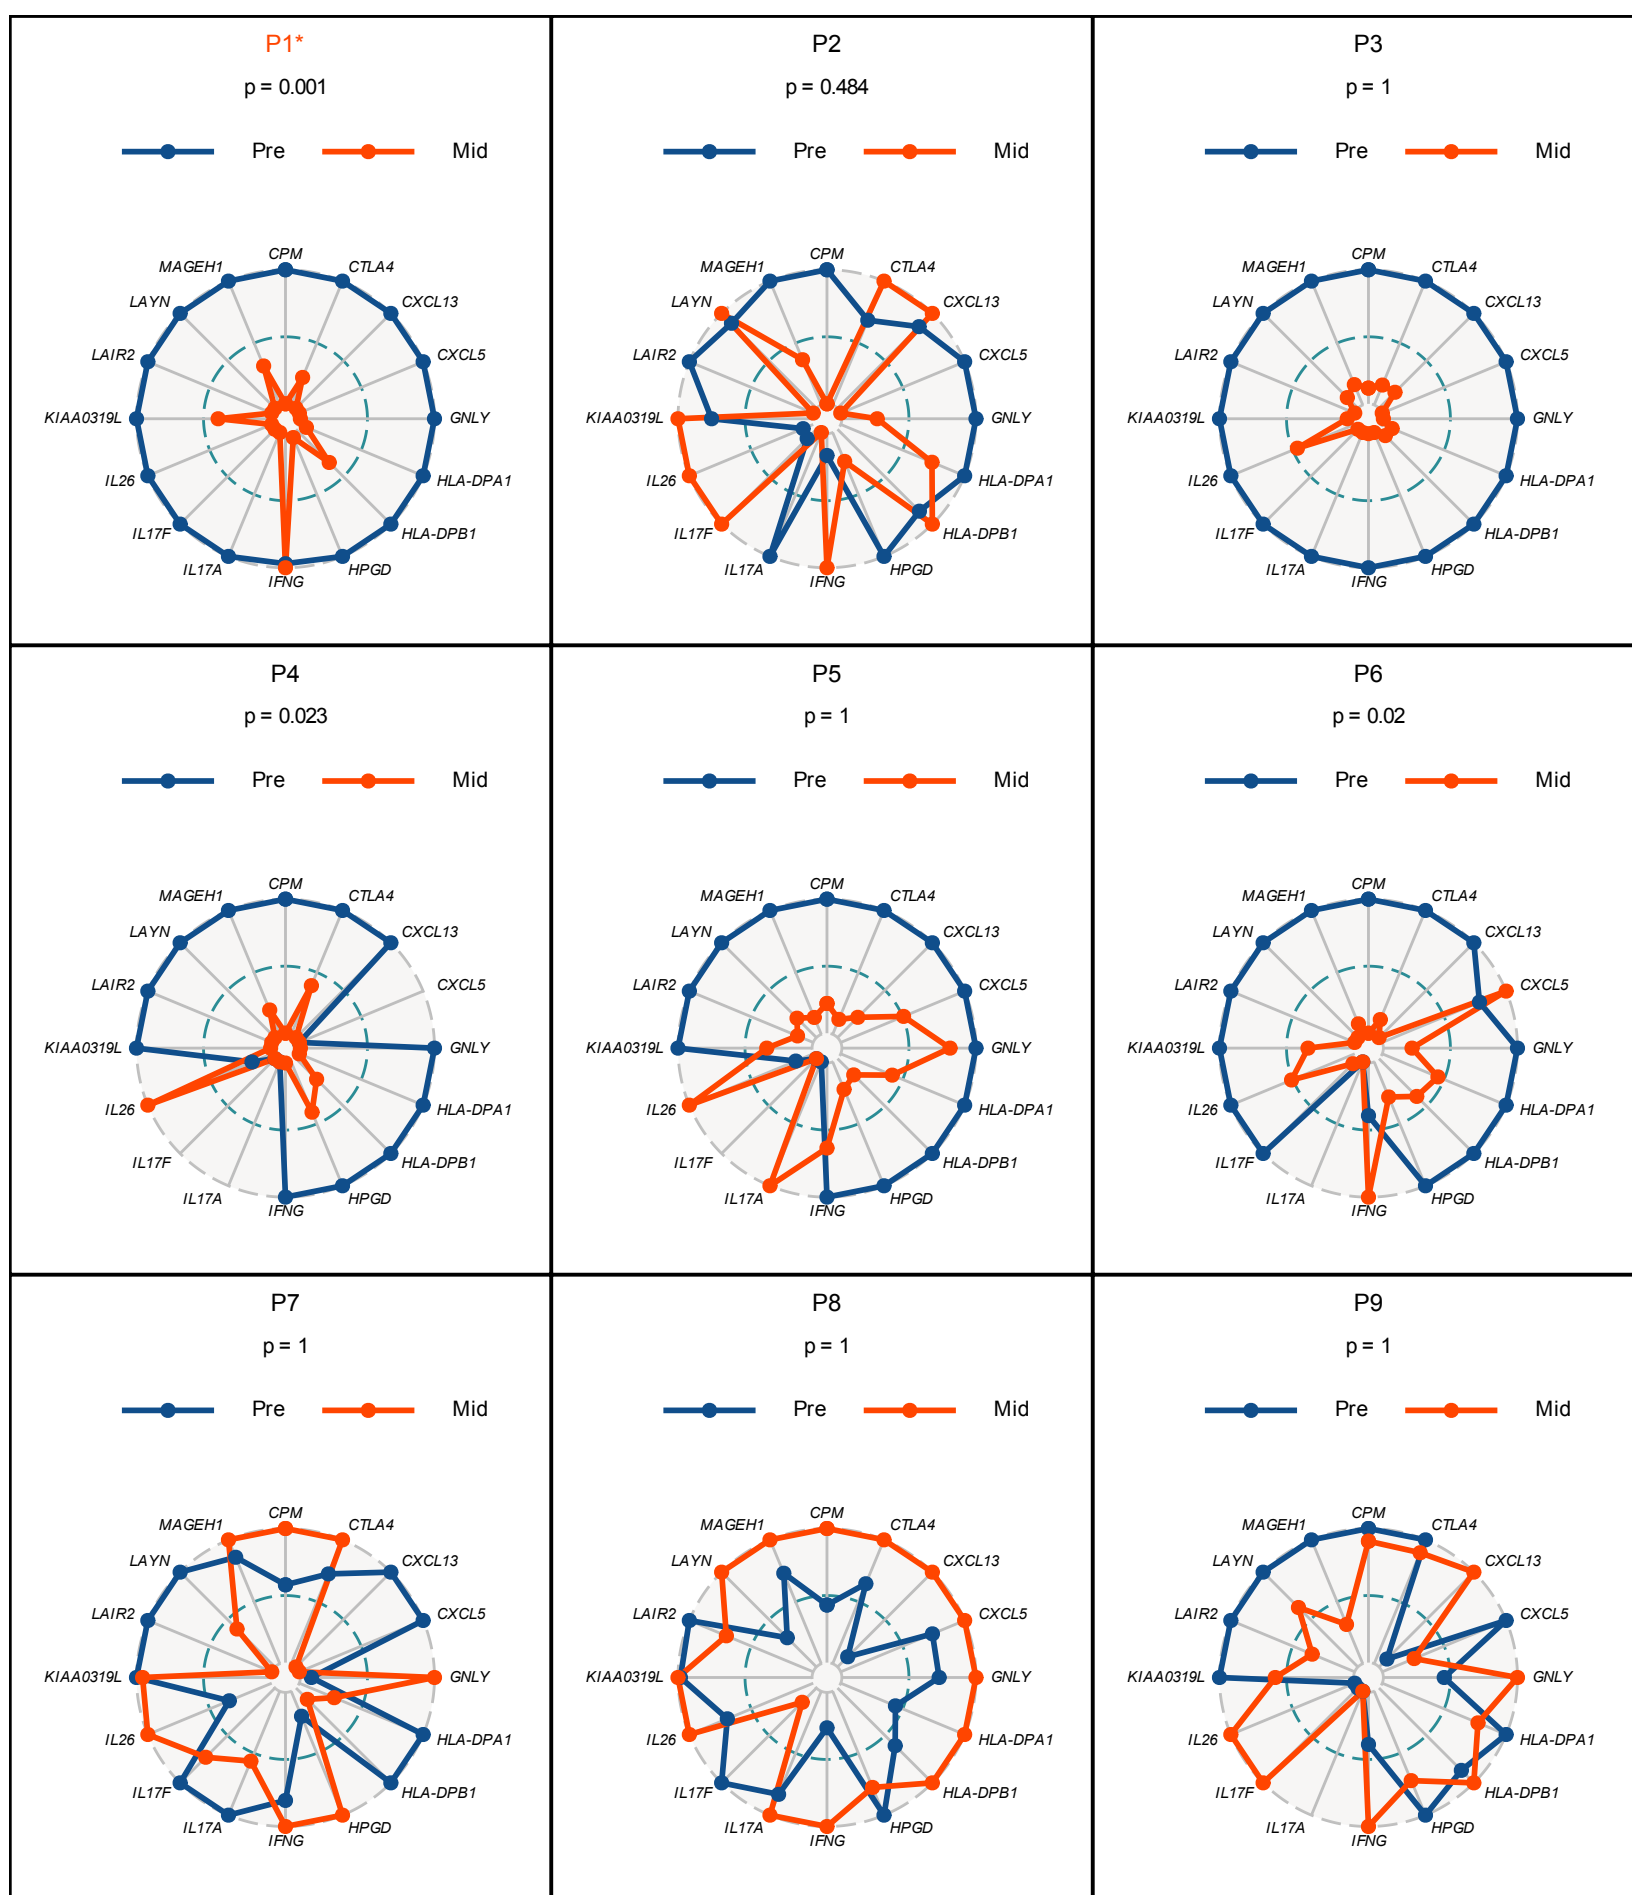 P1*
p = 0.001
Pre Mid
CPM
CTLA4
CXCL13
CXCL5
GNLY
HLA-DPA1
HLA-DPB1
HPGD
IFNG
IL17A
IL17F
IL26
KIAA0319L
LAIR2
LAYN
MAGEH1
P2
p = 0.484
Pre Mid
CPM
CTLA4
CXCL13
CXCL5
GNLY
HLA-DPA1
HLA-DPB1
HPGD
IFNG
IL17A
IL17F
IL26
KIAA0319L
LAIR2
LAYN
MAGEH1
P3
p = 1
Pre Mid
CPM
CTLA4
CXCL13
CXCL5
GNLY
HLA-DPA1
HLA-DPB1
HPGD
IFNG
IL17A
IL17F
IL26
KIAA0319L
LAIR2
LAYN
MAGEH1
P4
p = 0.023
Pre Mid
CPM
CTLA4
CXCL13
CXCL5
GNLY
HLA-DPA1
HLA-DPB1
HPGD
IFNG
IL17A
IL17F
IL26
KIAA0319L
LAIR2
LAYN
MAGEH1
P5
p = 1
Pre Mid
CPM
CTLA4
CXCL13
CXCL5
GNLY
HLA-DPA1
HLA-DPB1
HPGD
IFNG
IL17A
IL17F
IL26
KIAA0319L
LAIR2
LAYN
MAGEH1
P6
p = 0.02
Pre Mid
CPM
CTLA4
CXCL13
CXCL5
GNLY
HLA-DPA1
HLA-DPB1
HPGD
IFNG
IL17A
IL17F
IL26
KIAA0319L
LAIR2
LAYN
MAGEH1
P7
p = 1
Pre Mid
CPM
CTLA4
CXCL13
CXCL5
GNLY
HLA-DPA1
HLA-DPB1
HPGD
IFNG
IL17A
IL17F
IL26
KIAA0319L
LAIR2
LAYN
MAGEH1
P8
p = 1
Pre Mid
CPM
CTLA4
CXCL13
CXCL5
GNLY
HLA-DPA1
HLA-DPB1
HPGD
IFNG
IL17A
IL17F
IL26
KIAA0319L
LAIR2
LAYN
MAGEH1
P9
p = 1
Pre Mid
CPM
CTLA4
CXCL13
CXCL5
GNLY
HLA-DPA1
HLA-DPB1
HPGD
IFNG
IL17A
IL17F
IL26
KIAA0319L
LAIR2
LAYN
MAGEH1